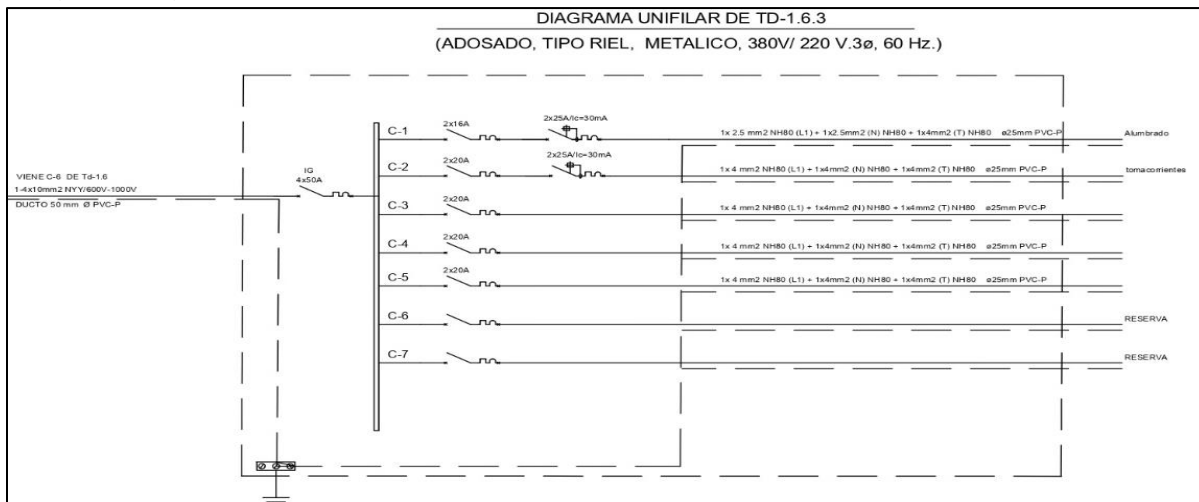 DIAGRAMA UNIFILAR DE TD-1.6.3
(ADOSADO, TIPO RIEL, METALICO, 380V/ 220 V.3ø, 60 Hz.)
VIENE C-6 DE Td-1.6
1-4x10mm2 NYY/600V-1000V
DUCTO 50 mm Ø PVC-P
IG
4x50A
C-1
2x16A
2x25A/Ic=30mA
1x 2.5 mm2 NH80 (L1) + 1x2.5mm2 (N) NH80 + 1x4mm2 (T) NH80 ø25mm PVC-P
Alumbrado
C-2
2x20A
2x25A/Ic=30mA
1x 4 mm2 NH80 (L1) + 1x4mm2 (N) NH80 + 1x4mm2 (T) NH80 ø25mm PVC-P
tomacorrientes
C-3
2x20A
1x 4 mm2 NH80 (L1) + 1x4mm2 (N) NH80 + 1x4mm2 (T) NH80 ø25mm PVC-P
C-4
2x20A
1x 4 mm2 NH80 (L1) + 1x4mm2 (N) NH80 + 1x4mm2 (T) NH80 ø25mm PVC-P
C-5
2x20A
1x 4 mm2 NH80 (L1) + 1x4mm2 (N) NH80 + 1x4mm2 (T) NH80 ø25mm PVC-P
C-6
RESERVA
C-7
RESERVA